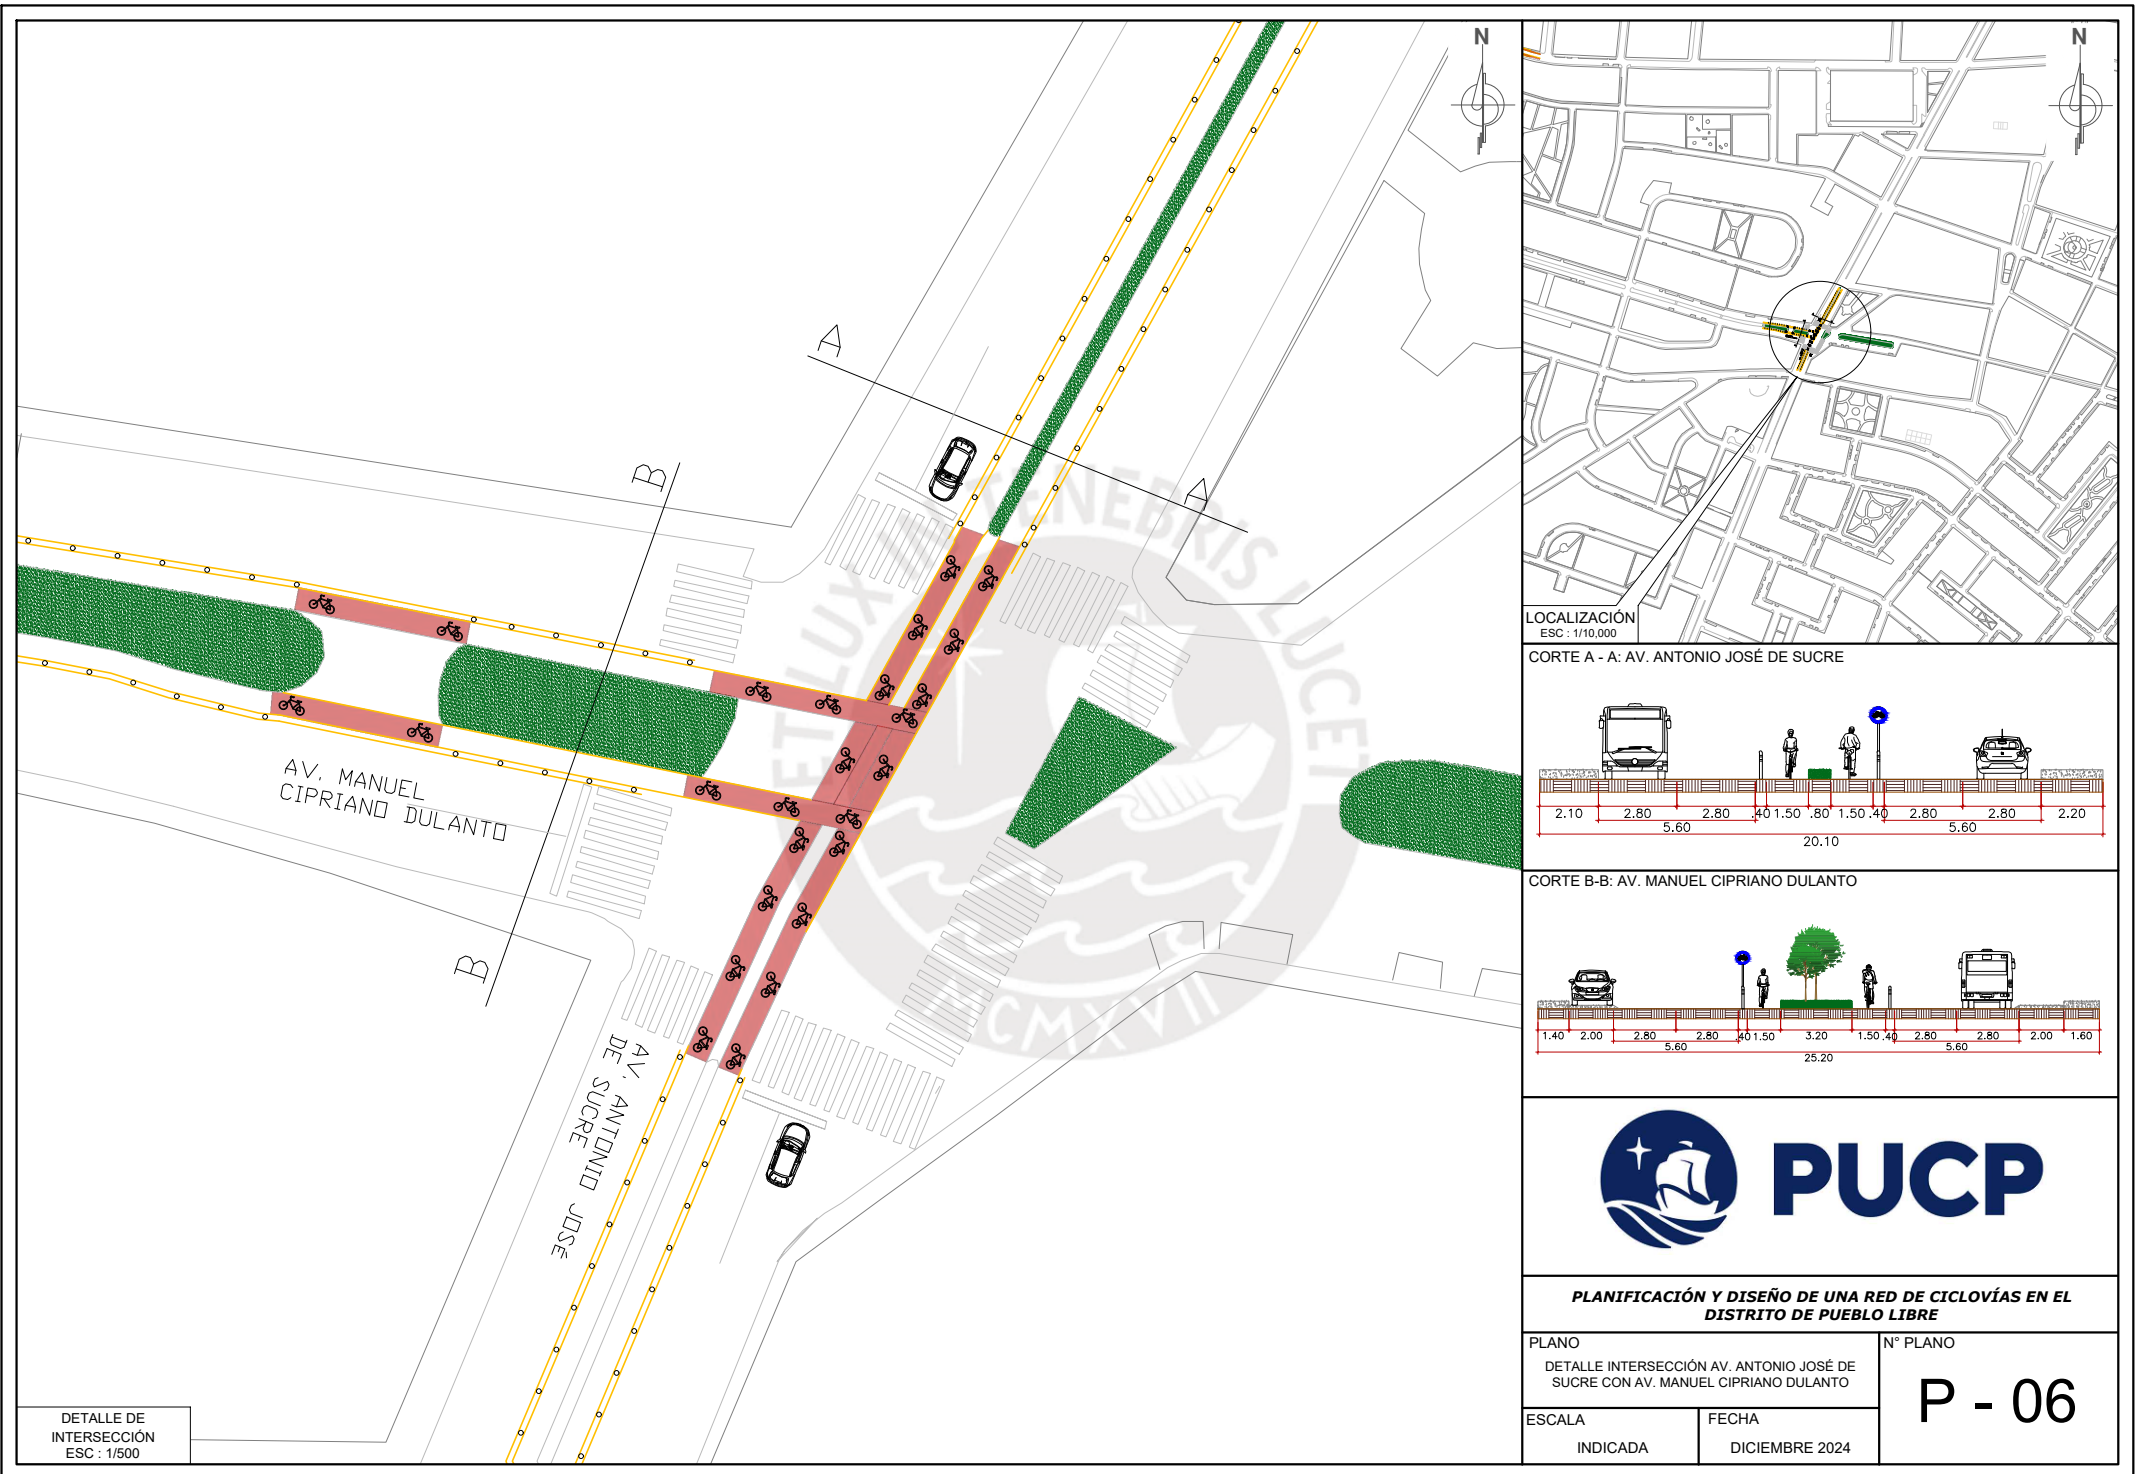 N
N
A
A
B
B
AV. MANUEL
CIPRIANO DULANTO
AV. ANTONIO JOSÉ
DE SUCRE
ET LUX IN TENEBRIS LUCET
MCMXVII
DETALLE DE
INTERSECCIÓN
ESC : 1/500
LOCALIZACIÓN
ESC : 1/10,000
CORTE A - A: AV. ANTONIO JOSÉ DE SUCRE
2.10 2.80 2.80 .40 1.50 .80 1.50 .40 2.80 2.80 2.20
5.60 5.60
20.10
CORTE B-B: AV. MANUEL CIPRIANO DULANTO
1.40 2.00 2.80 2.80 .40 1.50 3.20 1.50 .40 2.80 2.80 2.00 1.60
5.60 5.60
25.20
PUCP
PLANIFICACIÓN Y DISEÑO DE UNA RED DE CICLOVÍAS EN EL
DISTRITO DE PUEBLO LIBRE
PLANO
DETALLE INTERSECCIÓN AV. ANTONIO JOSÉ DE
SUCRE CON AV. MANUEL CIPRIANO DULANTO
N° PLANO
P - 06
ESCALA
INDICADA
FECHA
DICIEMBRE 2024